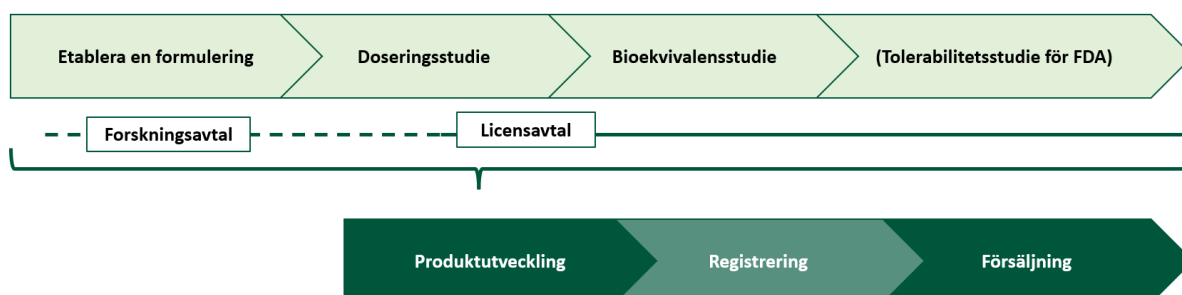 Etablera en formulering
Doseringsstudie
Bioekvivalensstudie
(Tolerabilitetsstudie för FDA)
Forskningsavtal
Licensavtal
Produktutveckling
Registrering
Försäljning